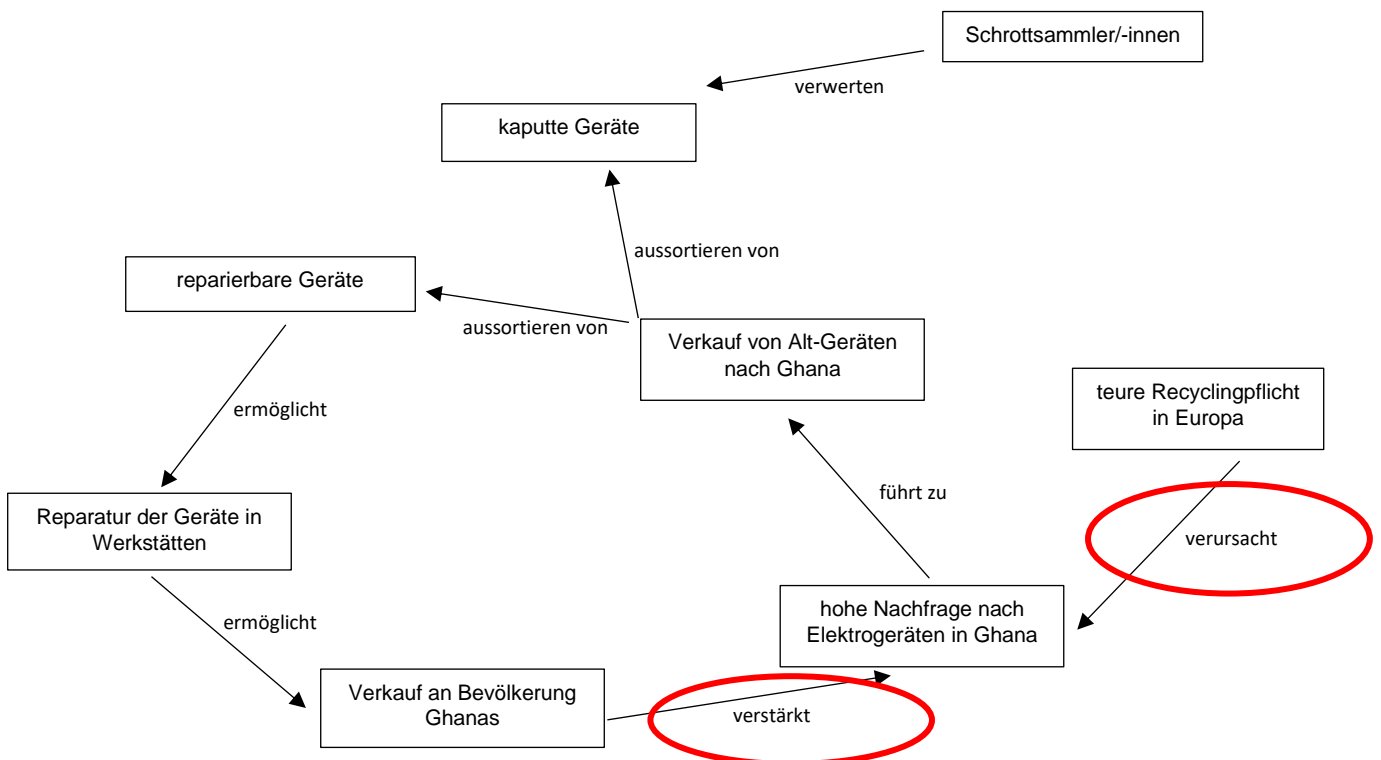 Schrottsammler/-innen
verwerten
kaputte Geräte
aussortieren von
reparierbare Geräte
aussortieren von
Verkauf von Alt-Geräten
nach Ghana
teure Recyclingpflicht
in Europa
ermöglicht
führt zu
Reparatur der Geräte in
Werkstätten
verursacht
hohe Nachfrage nach
Elektrogeräten in Ghana
ermöglicht
Verkauf an Bevölkerung
Ghanas
verstärkt